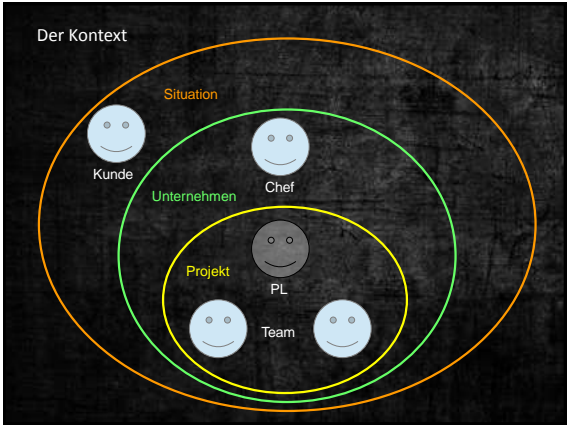 Der Kontext
Situation
Kunde
Chef
Unternehmen
Projekt
PL
Team